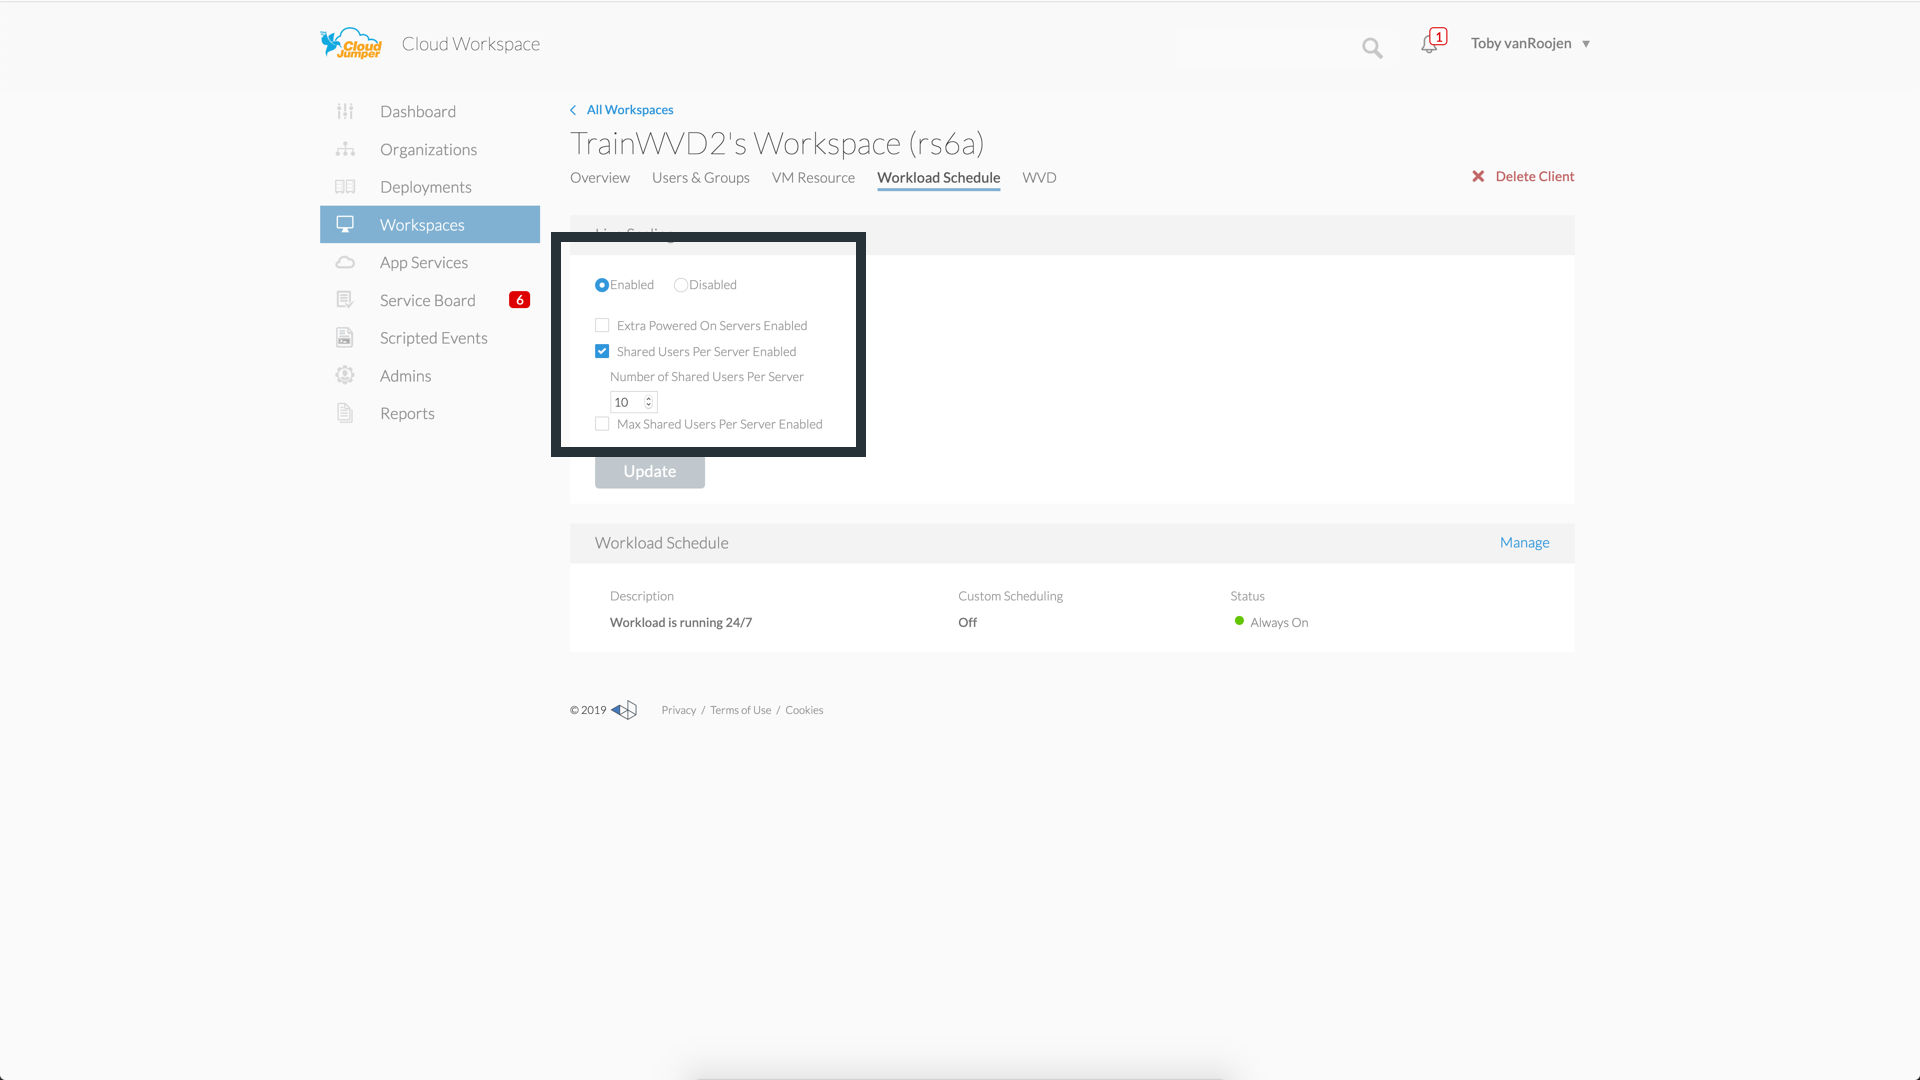 Cloud Jumper
Cloud Workspace
1
Toby vanRoojen
Dashboard
Organizations
Deployments
Workspaces
App Services
Service Board
6
Scripted Events
Admins
Reports
All Workspaces
TrainWVD2's Workspace (rs6a)
Overview
Users & Groups
VM Resource
Workload Schedule
WVD
Delete Client
Enabled
Disabled
Extra Powered On Servers Enabled
Shared Users Per Server Enabled
Number of Shared Users Per Server
10
Max Shared Users Per Server Enabled
Update
Workload Schedule
Manage
Description
Custom Scheduling
Status
Workload is running 24/7
Off
Always On
© 2019
Privacy / Terms of Use / Cookies